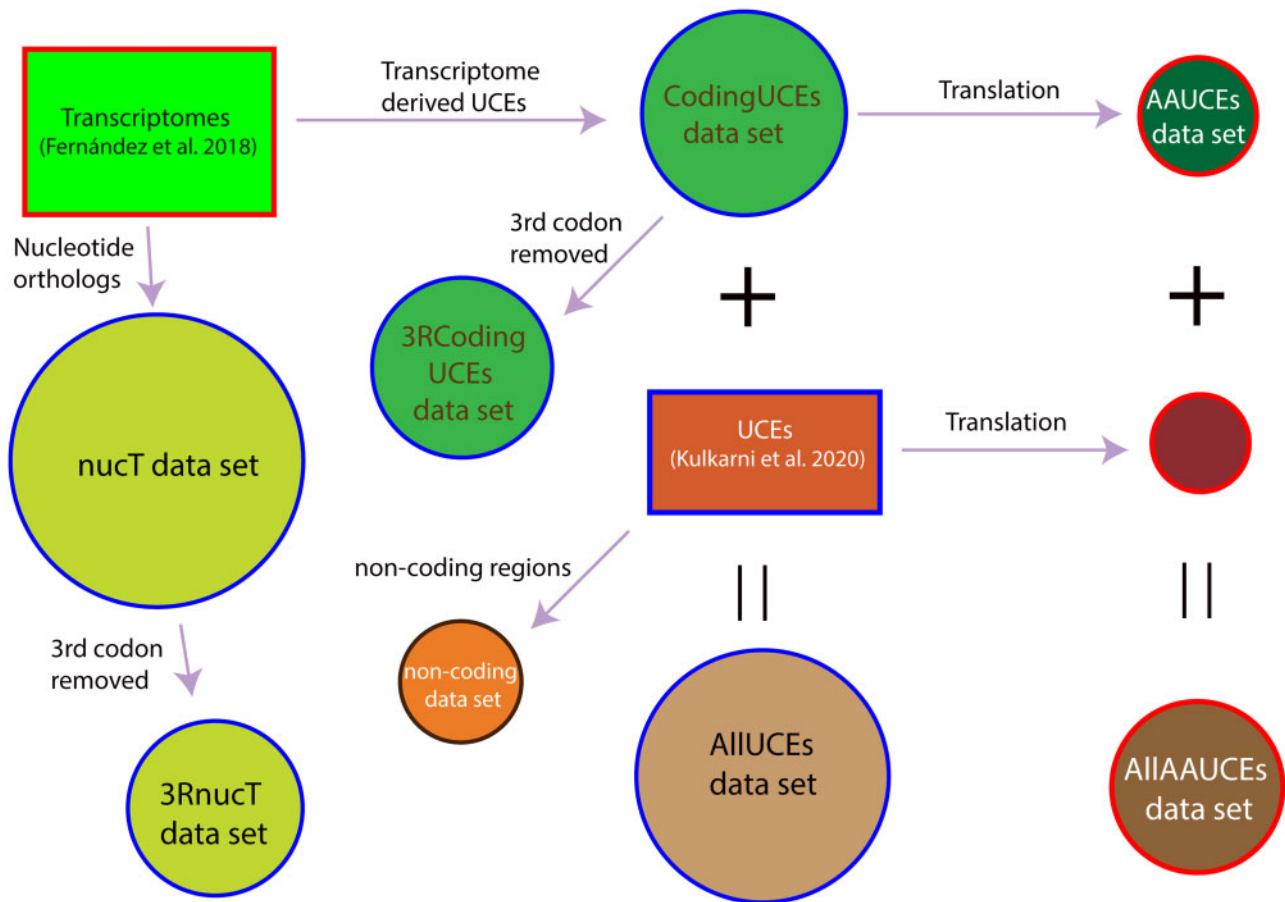 Transcriptomes
(Fernández et al. 2018)
Transcriptome
derived UCEs
CodingUCEs
data set
Translation
AAUCEs
data set
Nucleotide
orthologs
3rd codon
removed
+
+
nucT data set
3RCoding
UCEs
data set
UCEs
(Kulkarni et al. 2020)
Translation
non-coding regions
||
||
3rd codon
removed
non-coding
data set
3RnucT
data set
AllUCEs
data set
AllAAUCEs
data set